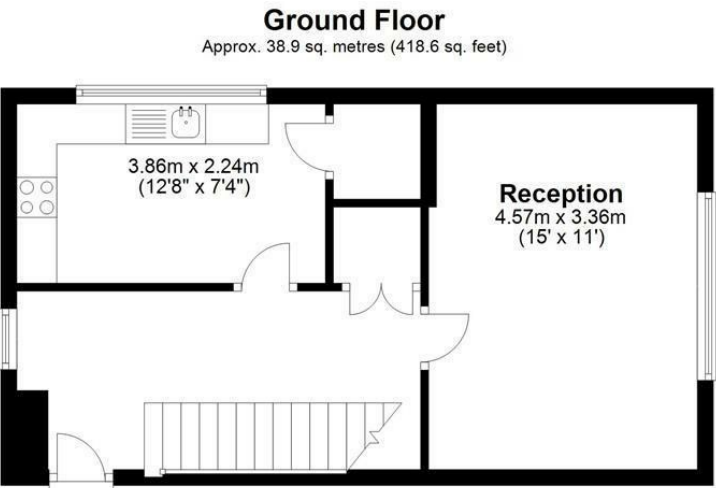 Ground Floor
Approx. 38.9 sq. metres (418.6 sq. feet)
3.86m x 2.24m
(12'8" x 7'4")
Reception
4.57m x 3.36m
(15' x 11')